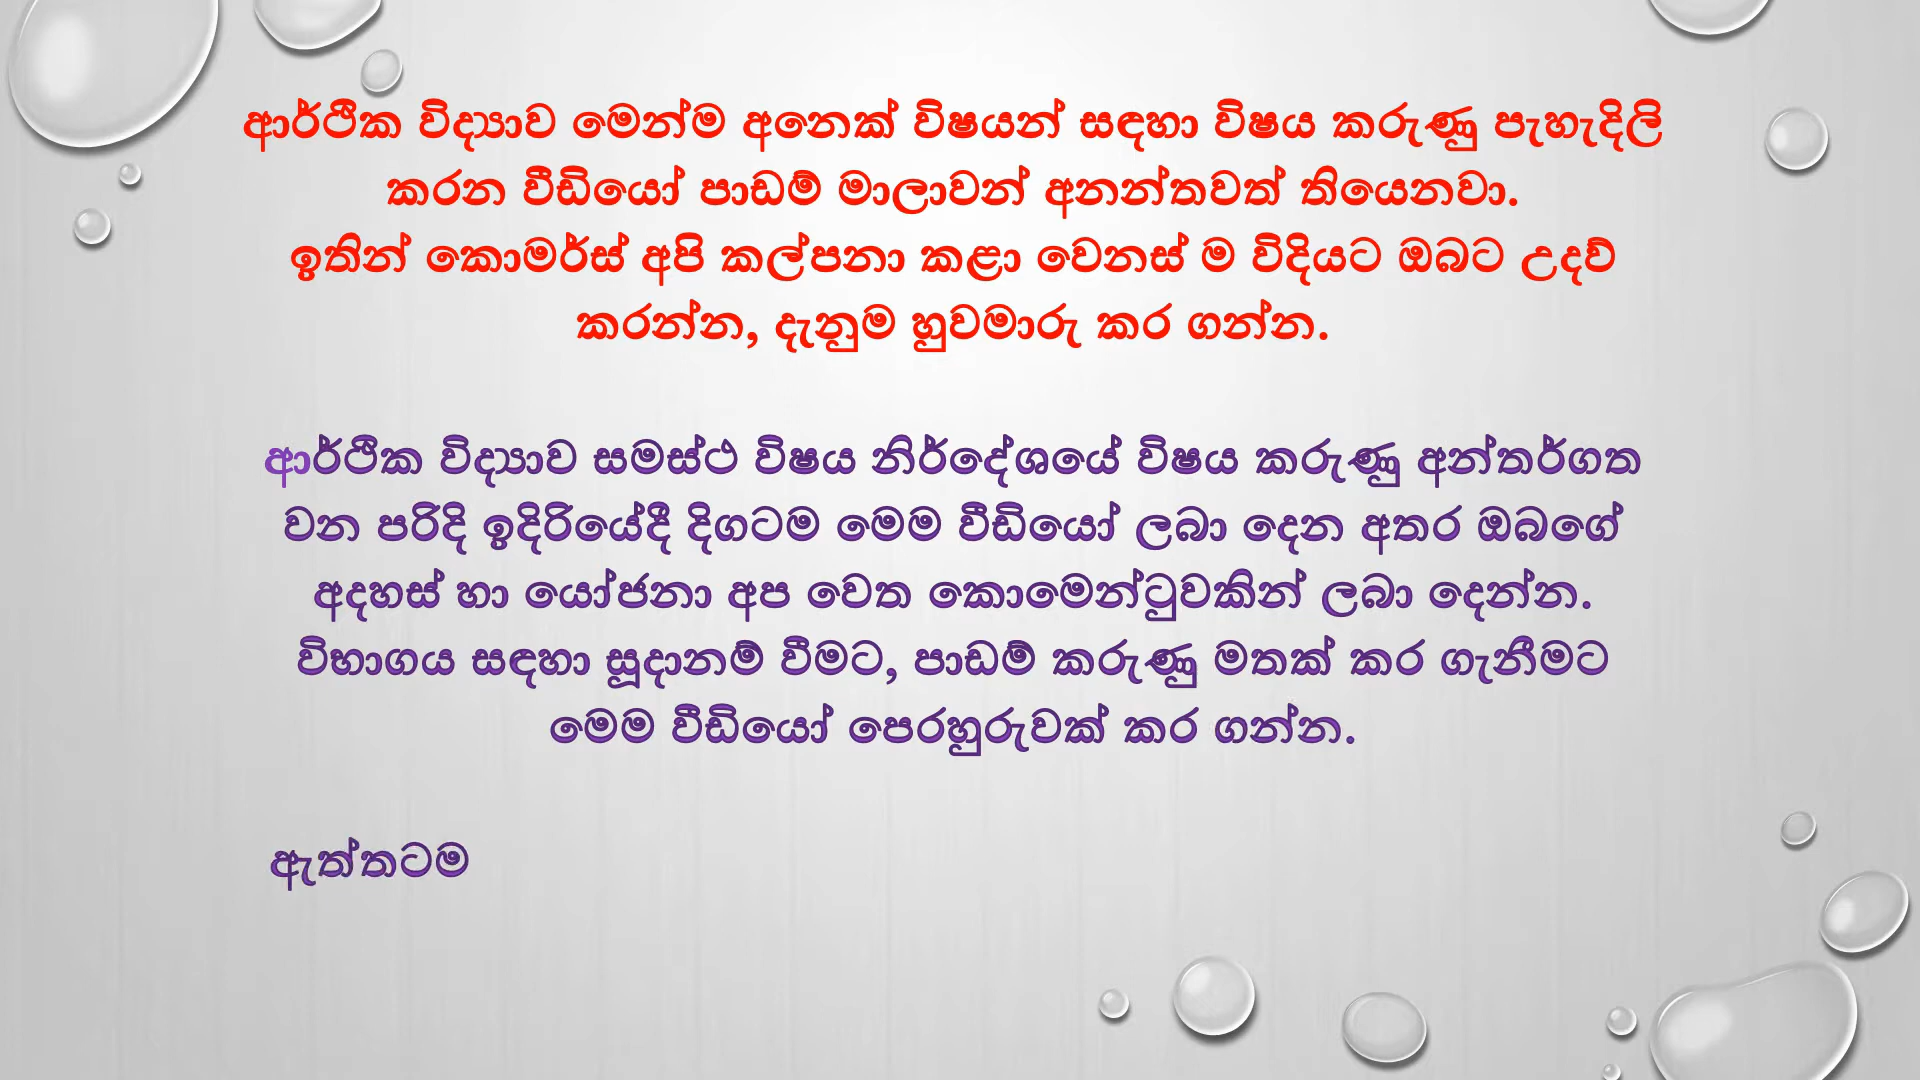 ආර්ථික විද්‍යාව මෙන්ම අනෙක් විෂයන් සඳහා විෂය කරුණු පැහැදිලි
කරන වීඩියෝ පාඩම් මාලාවන් අනන්තවත් තියෙනවා.
ඉතින් කොමර්ස් අපි කල්පනා කළා වෙනස් ම විදියට ඔබට උදව්
කරන්න, දැනුම හුවමාරු කර ගන්න.
ආර්ථික විද්‍යාව සමස්ථ විෂය නිර්දේශයේ විෂය කරුණු අන්තර්ගත
වන පරිදි ඉදිරියේදී දිගටම මෙම වීඩියෝ ලබා දෙන අතර ඔබගේ
අදහස් හා යෝජනා අප වෙත කොමෙන්ටුවකින් ලබා දෙන්න.
විභාගය සඳහා සූදානම් වීමට, පාඩම් කරුණු මතක් කර ගැනීමට
මෙම වීඩියෝ පෙරහුරුවක් කර ගන්න.
ඇත්තටම